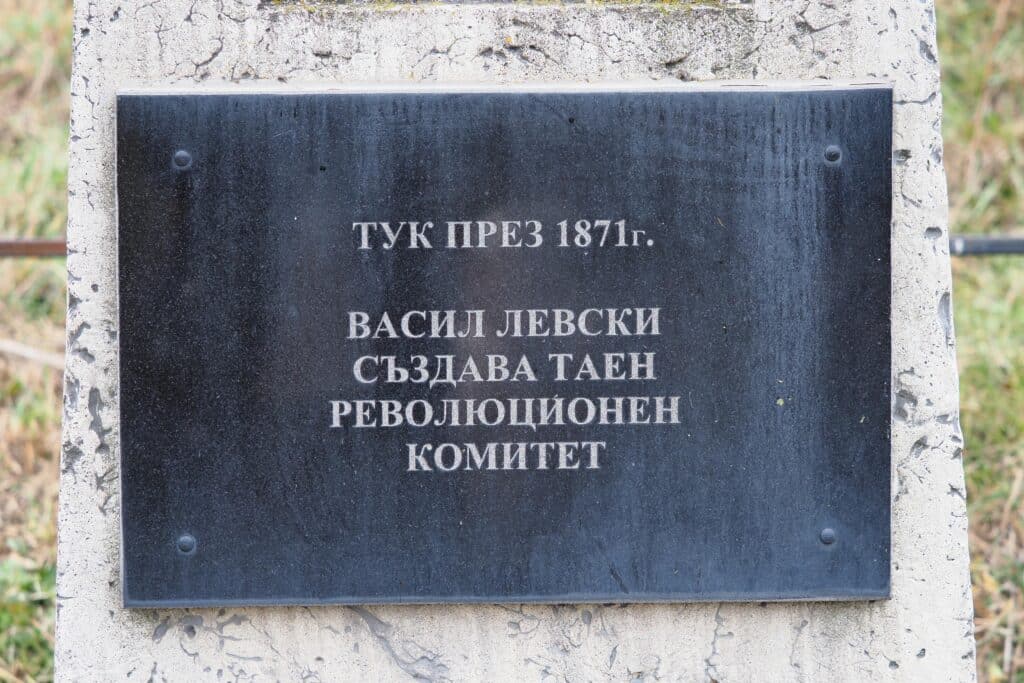 ТУК ПРЕЗ 1871г.
ВАСИЛ ЛЕВСКИ
СЪЗДАВА ТАЕН
РЕВОЛЮЦИОНЕН
КОМИТЕТ